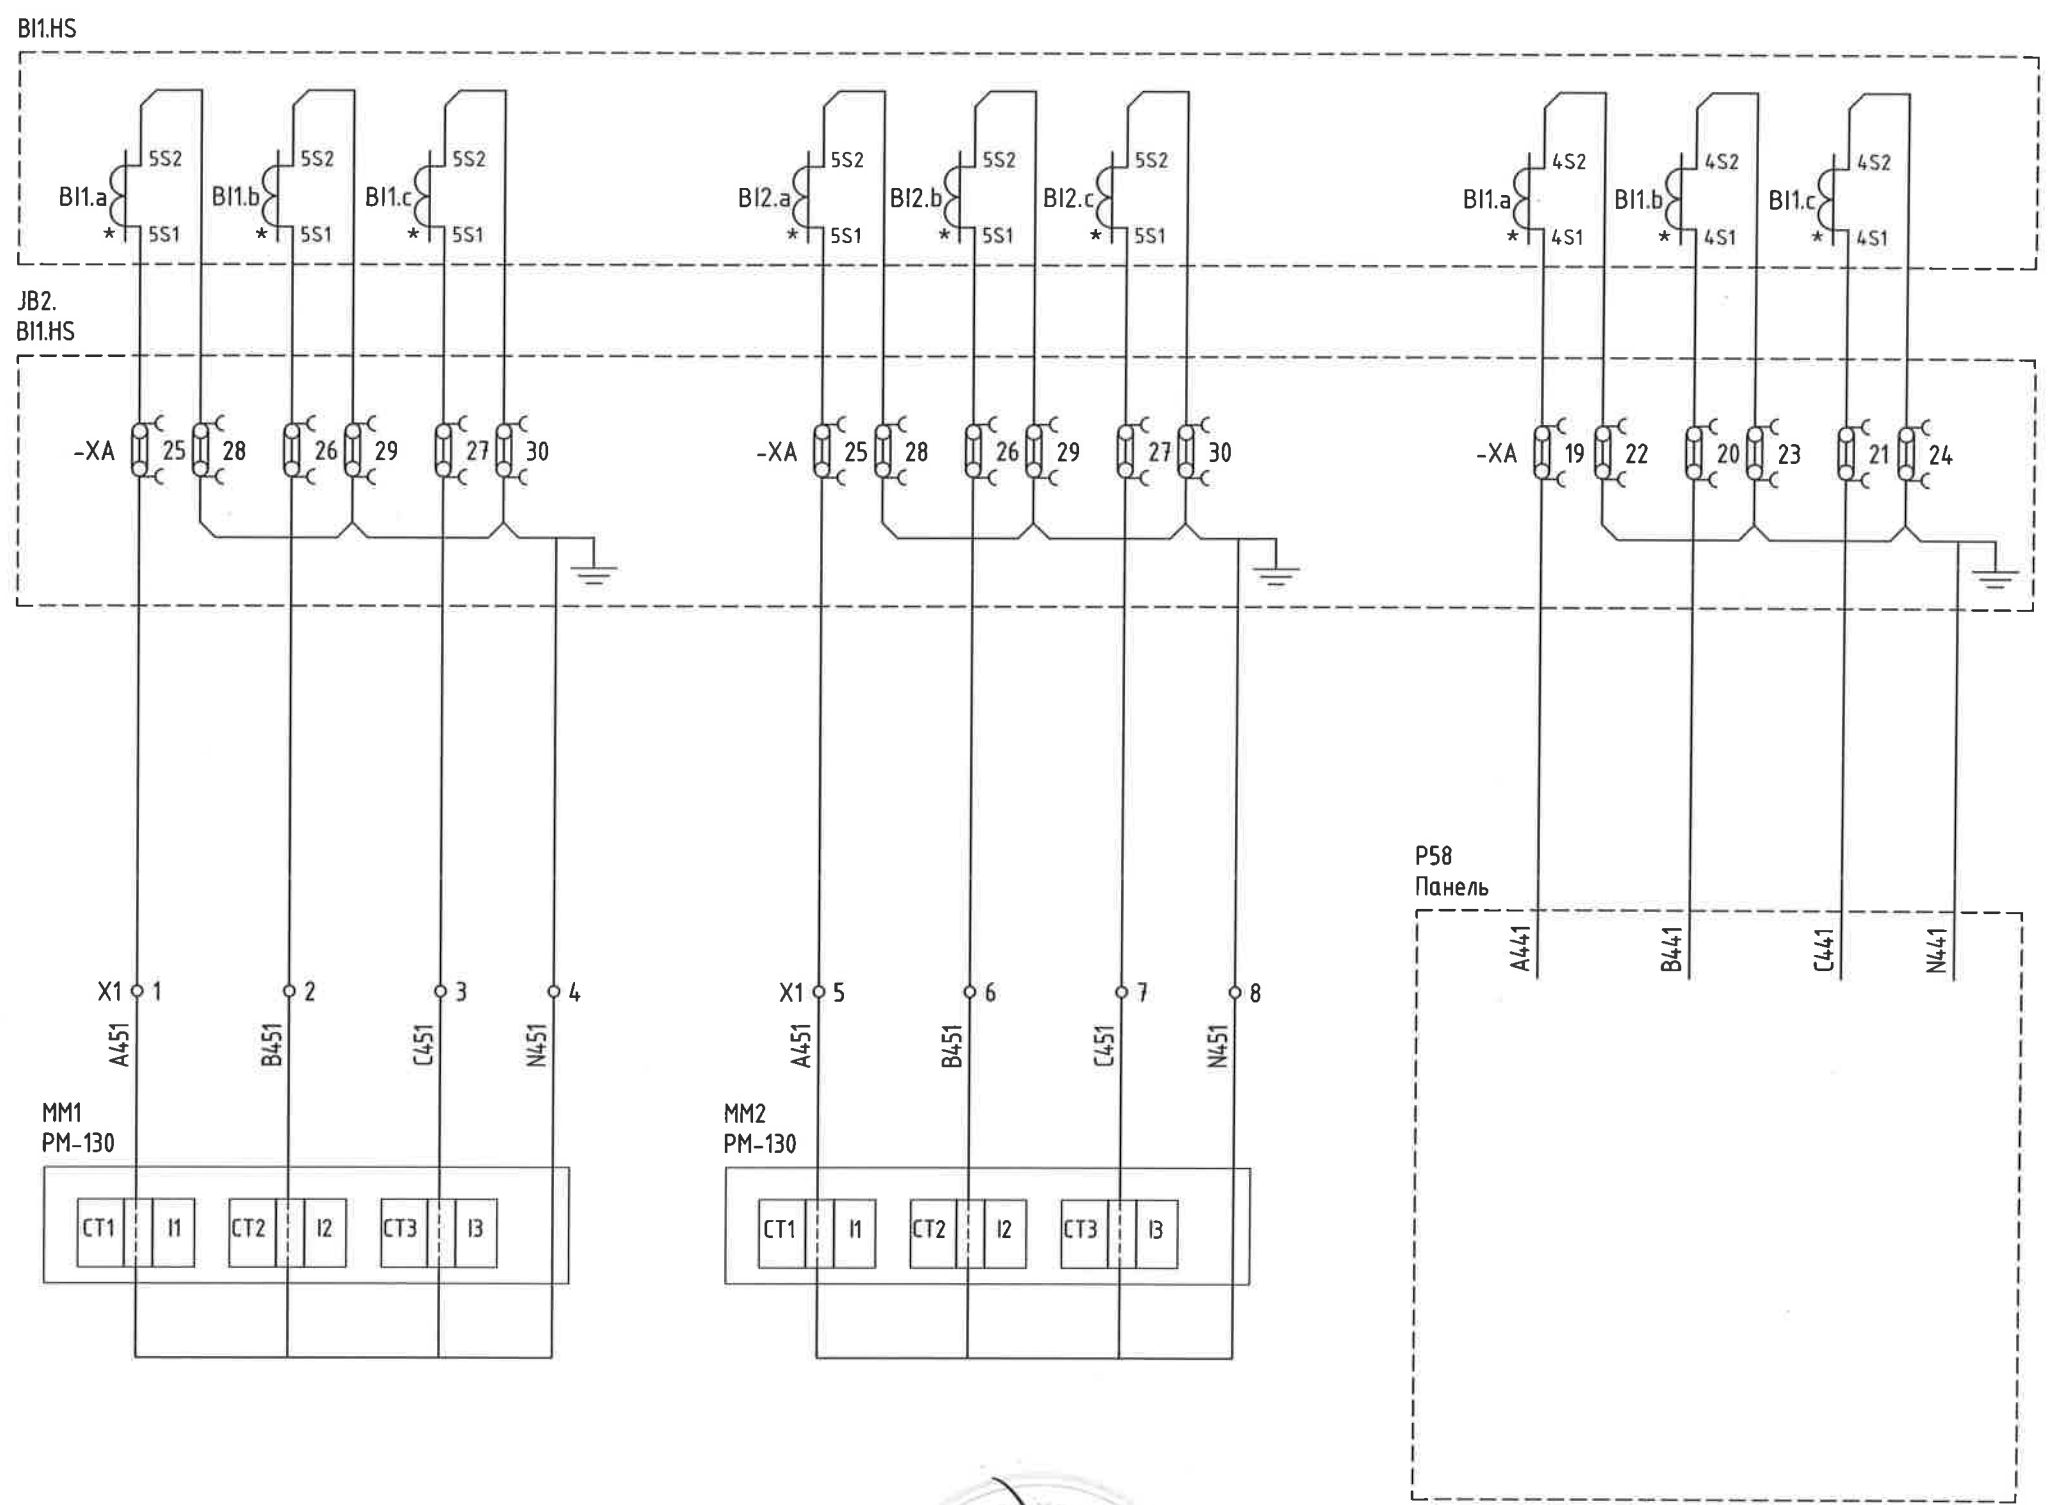 BI1.HS
5S2 5S2 5S2 5S2 5S2 5S2 4S2 4S2 4S2
BI1.a BI1.b BI1.c BI2.a BI2.b BI2.c BI1.a BI1.b BI1.c
* 5S1 * 5S1 * 5S1 * 5S1 * 5S1 * 5S1 * 4S1 * 4S1 * 4S1
JB2.
BI1.HS
-XA 25 28 26 29 27 30 -XA 25 28 26 29 27 30 -XA 19 22 20 23 21 24
P58
Панель
A441 B441 C441 N441
X1 1 2 3 4 X1 5 6 7 8
A451 B451 C451 N451 A451 B451 C451 N451
MM1 MM2
PM-130 PM-130
CT1 I1 CT2 I2 CT3 I3 CT1 I1 CT2 I2 CT3 I3